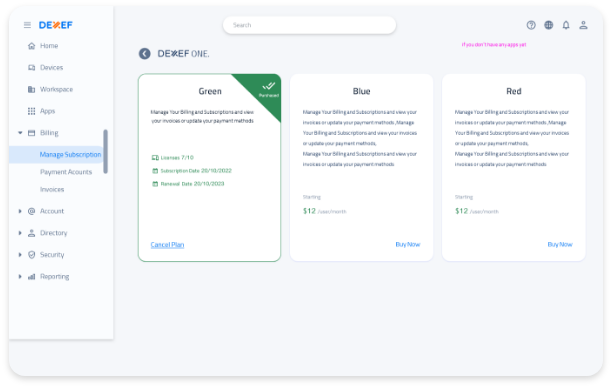 DEXEF
Search
Home
If you don't have any apps yet
DEXEF ONE.
Devices
Workspace
Apps
Billing
Manage Subscription
Payment Acounts
Invoices
Account
Directory
Security
Reporting
Green
Purchased
Manage Your Billing and Subscriptions and view
your invoices or update your payment methods
Licenses 7/10
Subscription Date 20/10/2022
Renewal Date 20/10/2023
Cancel Plan
Blue
Manage Your Billing and Subscriptions and view your
invoices or update your payment methods ,Manage
Your Billing and Subscriptions and view your invoices
or update your payment methods,
Manage Your Billing and Subscriptions and view your
invoices or update your payment methods
Starting
$12 /user/month
Buy Now
Red
Manage Your Billing and Subscriptions and view your
invoices or update your payment methods ,Manage
Your Billing and Subscriptions and view your invoices
or update your payment methods,
Manage Your Billing and Subscriptions and view your
invoices or update your payment methods
Starting
$12 /user/month
Buy Now